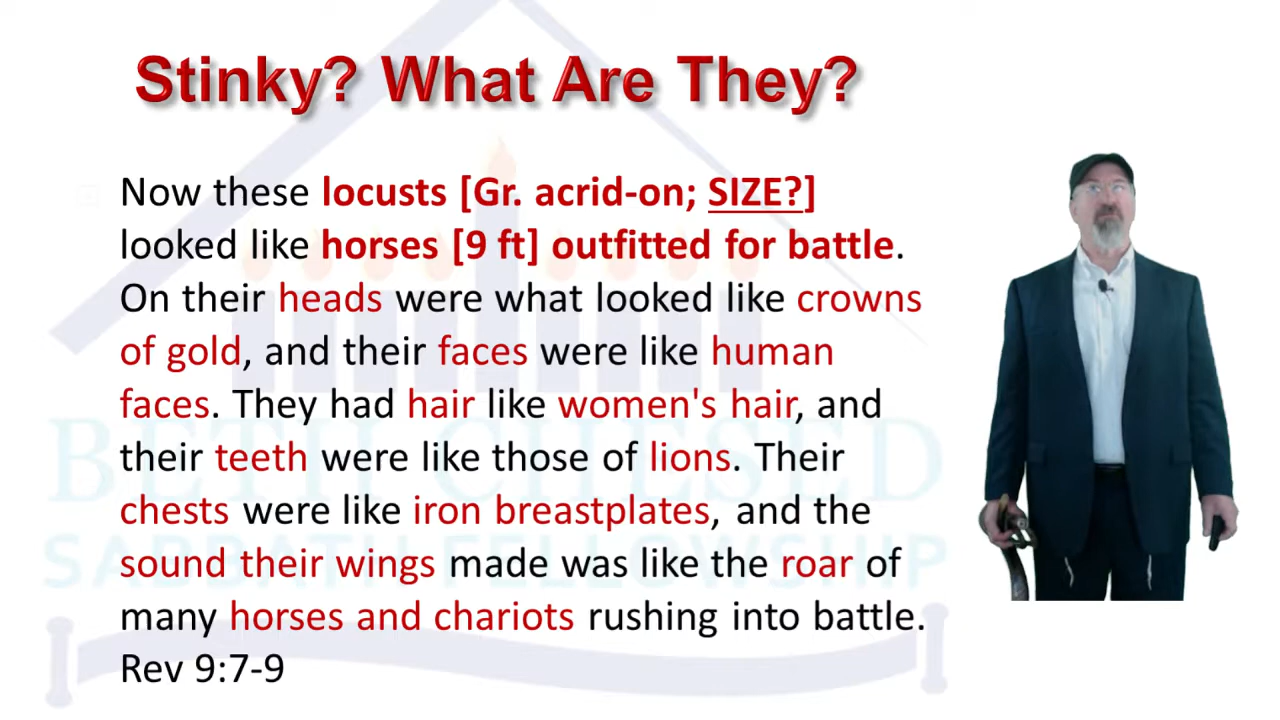 Stinky? What Are They?
Now these locusts [Gr. acrid-on; SIZE?]
looked like horses [9 ft] outfitted for battle.
On their heads were what looked like crowns
of gold, and their faces were like human
faces. They had hair like women's hair, and
their teeth were like those of lions. Their
chests were like iron breastplates, and the
sound their wings made was like the roar of
many horses and chariots rushing into battle.
Rev 9:7-9
BETH CHESED
SABBATH FELLOWSHIP